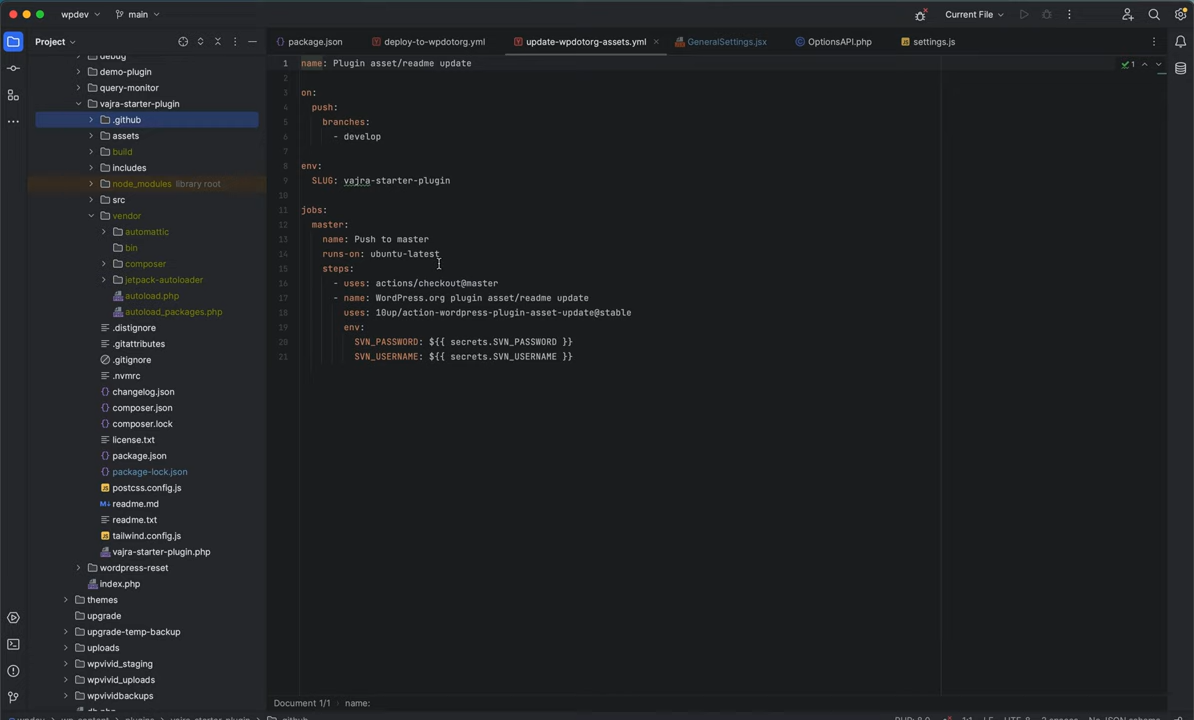 wpdev
main
Current File
Project
package.json
deploy-to-wpdotorg.yml
update-wpdotorg-assets.yml
GeneralSettings.jsx
OptionsAPI.php
settings.js
debug
demo-plugin
query-monitor
vajra-starter-plugin
.github
assets
build
includes
node_modules library root
src
vendor
automattic
bin
composer
jetpack-autoloader
autoload.php
autoload_packages.php
.distignore
.gitattributes
.gitignore
.nvmrc
changelog.json
composer.json
composer.lock
license.txt
package.json
package-lock.json
postcss.config.js
readme.md
readme.txt
tailwind.config.js
vajra-starter-plugin.php
wordpress-reset
index.php
themes
upgrade
upgrade-temp-backup
uploads
wpvivid_staging
wpvivid_uploads
wpvividbackups
1 name: Plugin asset/readme update
2
3 on:
4 push:
5 branches:
6 - develop
7
8 env:
9 SLUG: vajra-starter-plugin
10
11 jobs:
12 master:
13 name: Push to master
14 runs-on: ubuntu-latest
15 steps:
16 - uses: actions/checkout@master
17 - name: WordPress.org plugin asset/readme update
18 uses: 10up/action-wordpress-plugin-asset-update@stable
19 env:
20 SVN_PASSWORD: ${{ secrets.SVN_PASSWORD }}
21 SVN_USERNAME: ${{ secrets.SVN_USERNAME }}
1
Document 1/1 name: